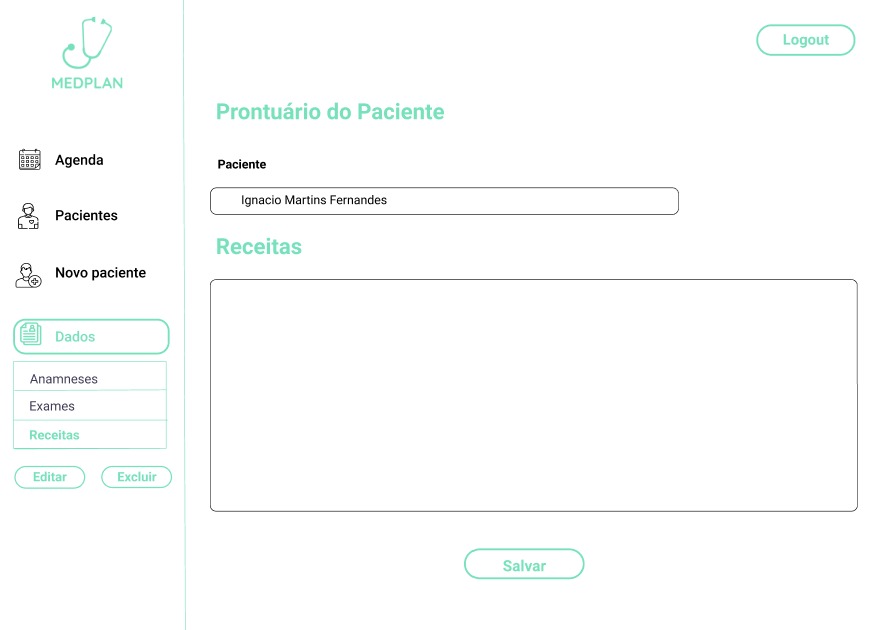 MEDPLAN
Agenda
Pacientes
Novo paciente
Dados
Anamneses
Exames
Receitas
Editar
Excluir
Logout
Prontuário do Paciente
Paciente
Ignacio Martins Fernandes
Receitas
Salvar